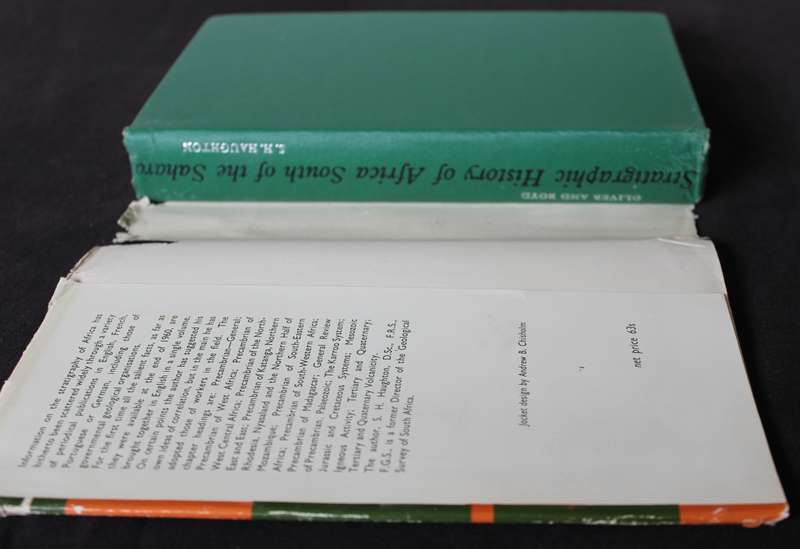 S. H. HAUGHTON
Stratigraphic History of Africa South of the Sahara
OLIVER AND BOYD
Information on the stratigraphy of Africa has
hitherto been scattered widely through a variety
of periodical publications in English, French,
Portuguese or German, including those of
governmental geological organisations.
For the first time all the salient facts, as far as
they were available at the end of 1960, are
brought together in English in a single volume.
On certain points the author has suggested his
own ideas of correlation, but in the main he has
adopted those of workers in the field. The
chapter headings are: Precambrian—General;
Precambrian of West Africa; Precambrian of
West Central Africa; Precambrian of the North-
East and East; Precambrian of Katanga, Northern
Rhodesia, Nyasaland and the Northern Half of
Mozambique; Precambrian of South-Eastern
Africa; Precambrian of South-Western Africa;
Precambrian of Madagascar; General Review
of Precambrian; Palaeozoic; The Karroo System;
Jurassic and Cretaceous Systems; Mesozoic
Igneous Activity; Tertiary and Quaternary;
Tertiary and Quaternary Volcanicity.
The author, S. H. Haughton, D.Sc., F.R.S.,
F.G.S., is a former Director of the Geological
Survey of South Africa.
Jacket design by Andrew B. Chisholm
net price 63s